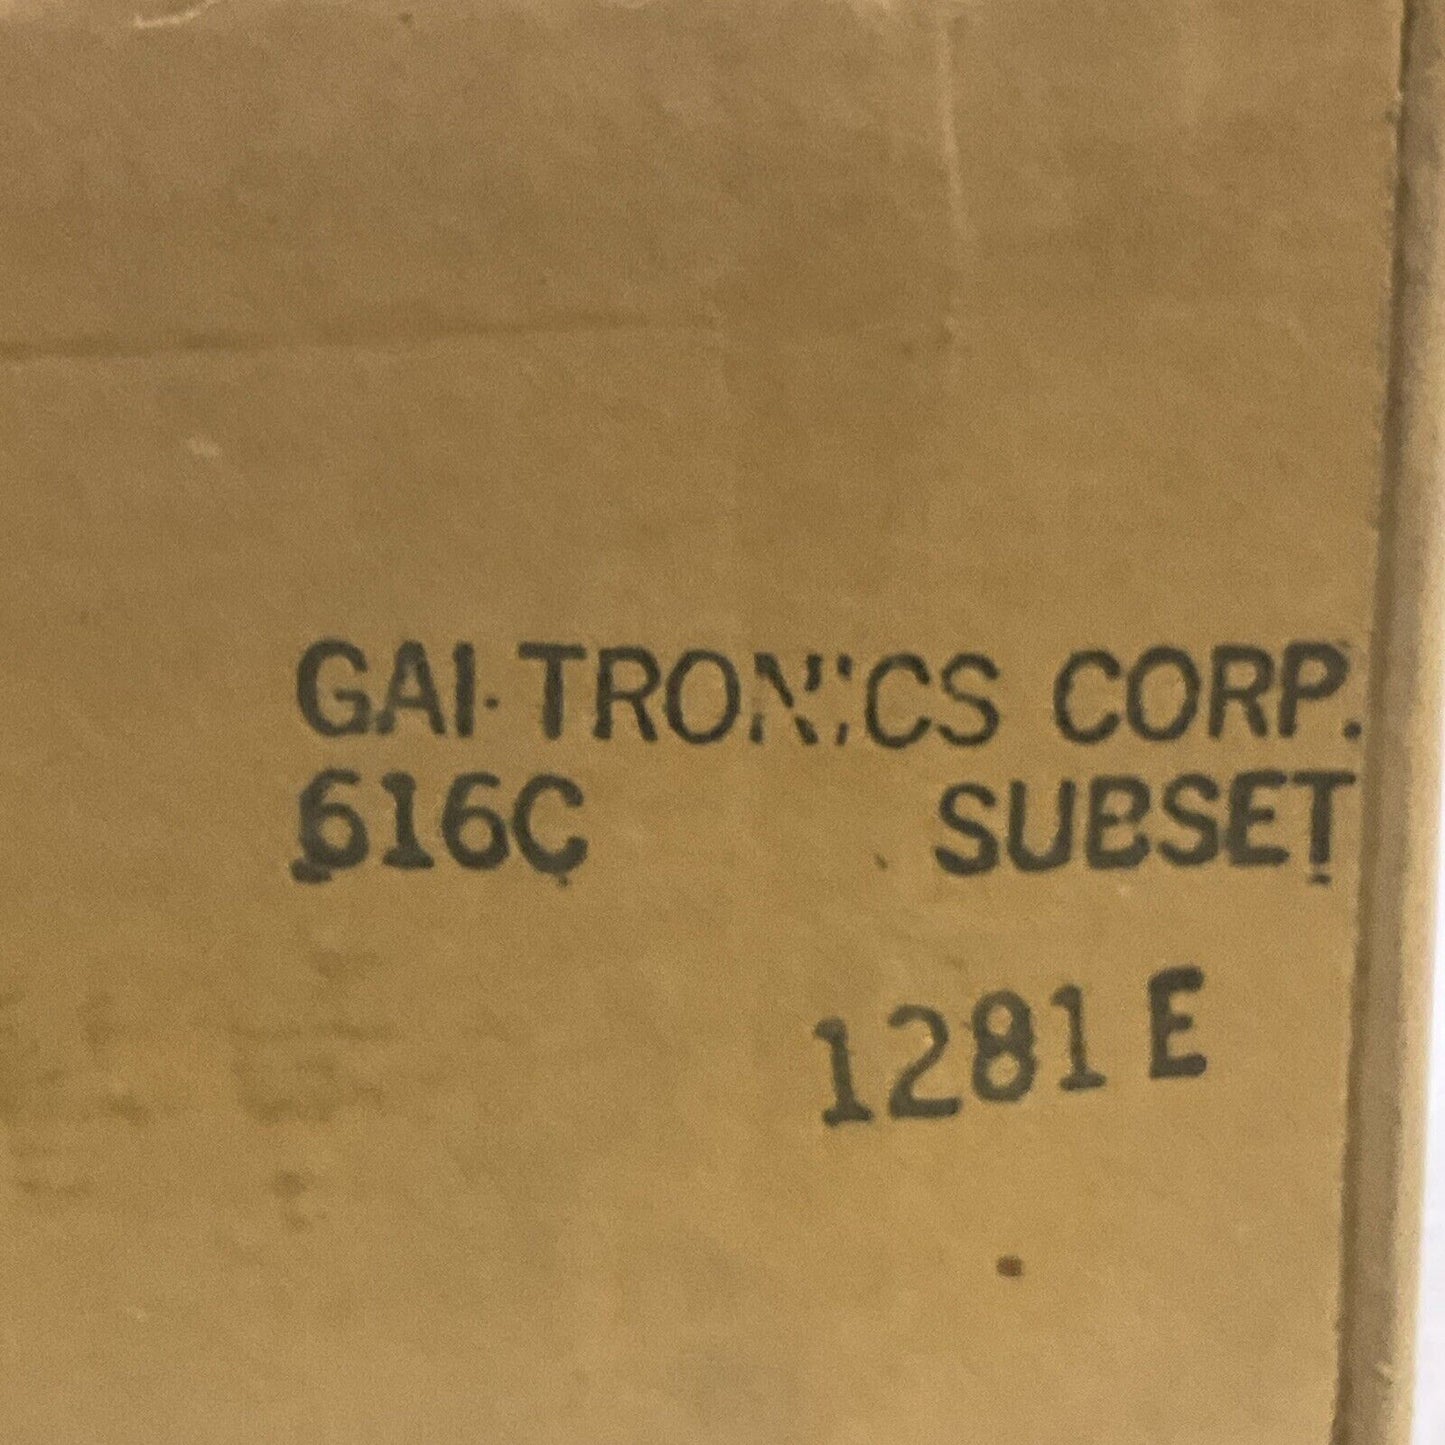 GAI-TRONICS CORP.
616C SUBSET
1281 E